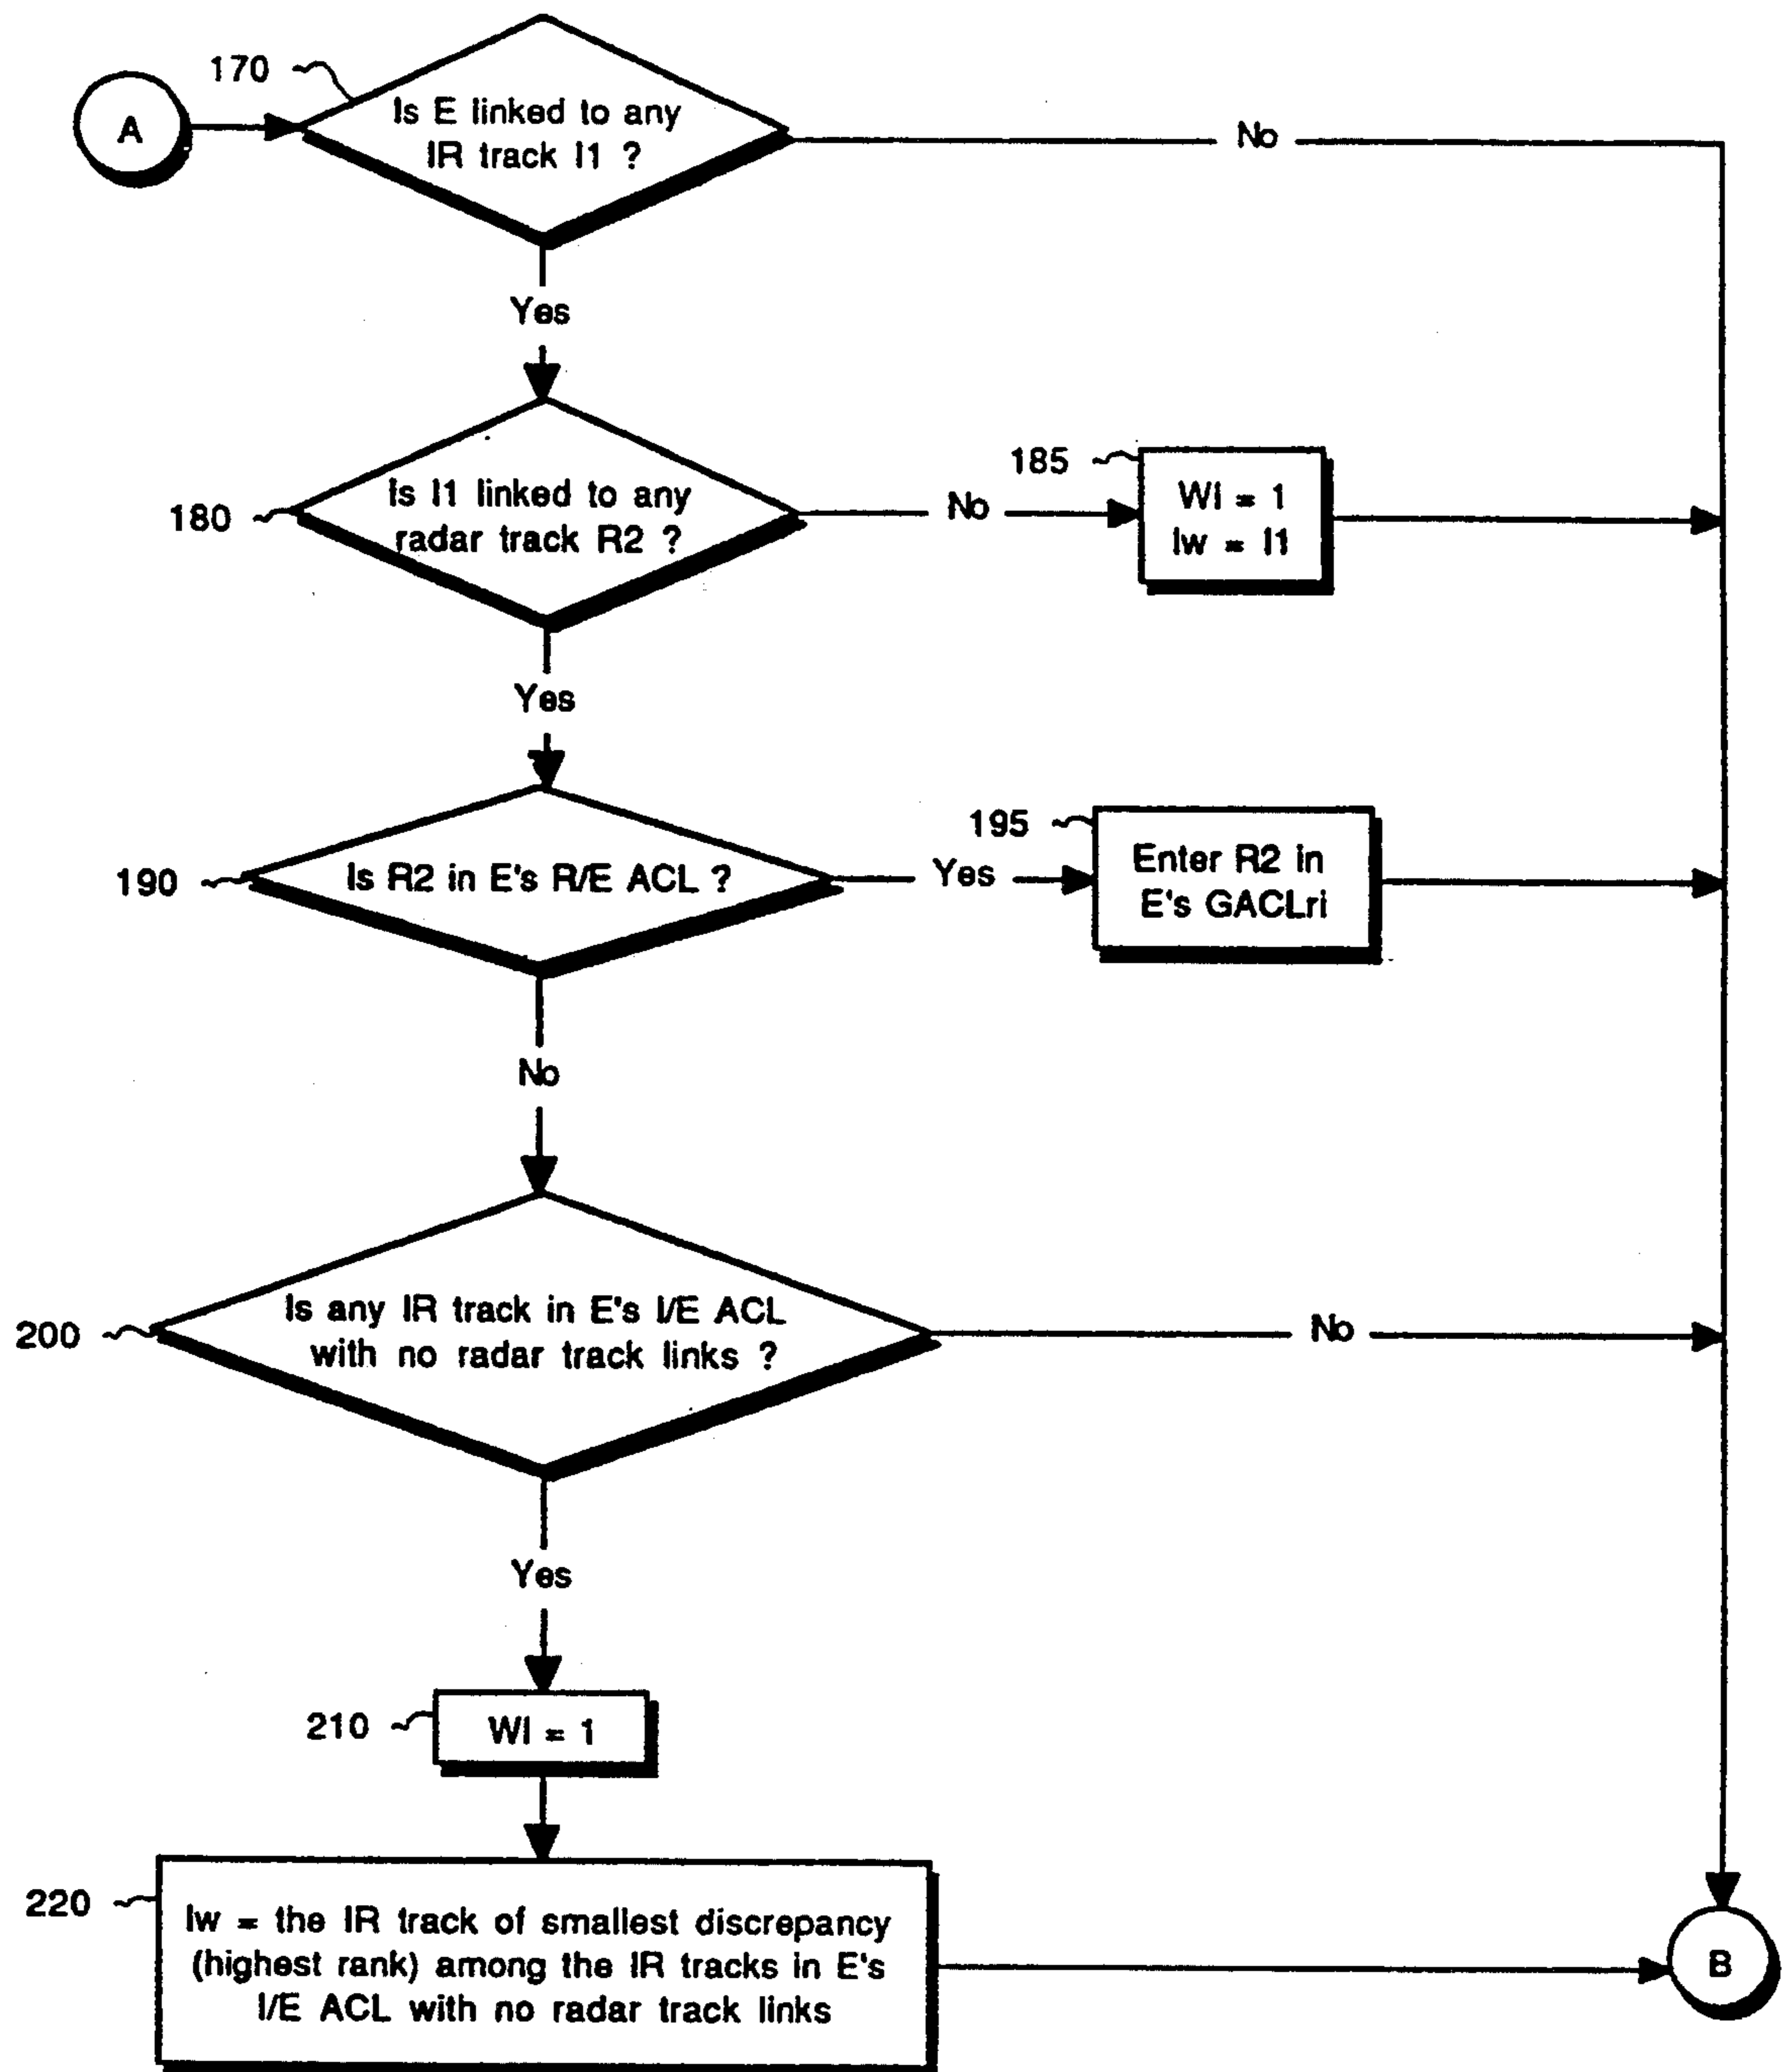 170
A
Is E linked to any
IR track I1 ?
No
Yes
180
Is I1 linked to any
radar track R2 ?
No
185
WI = 1
Iw = I1
Yes
190
Is R2 in E's R/E ACL ?
Yes
195
Enter R2 in
E's GACLri
No
200
Is any IR track in E's I/E ACL
with no radar track links ?
No
Yes
210
WI = 1
220
Iw = the IR track of smallest discrepancy
(highest rank) among the IR tracks in E's
I/E ACL with no radar track links
B